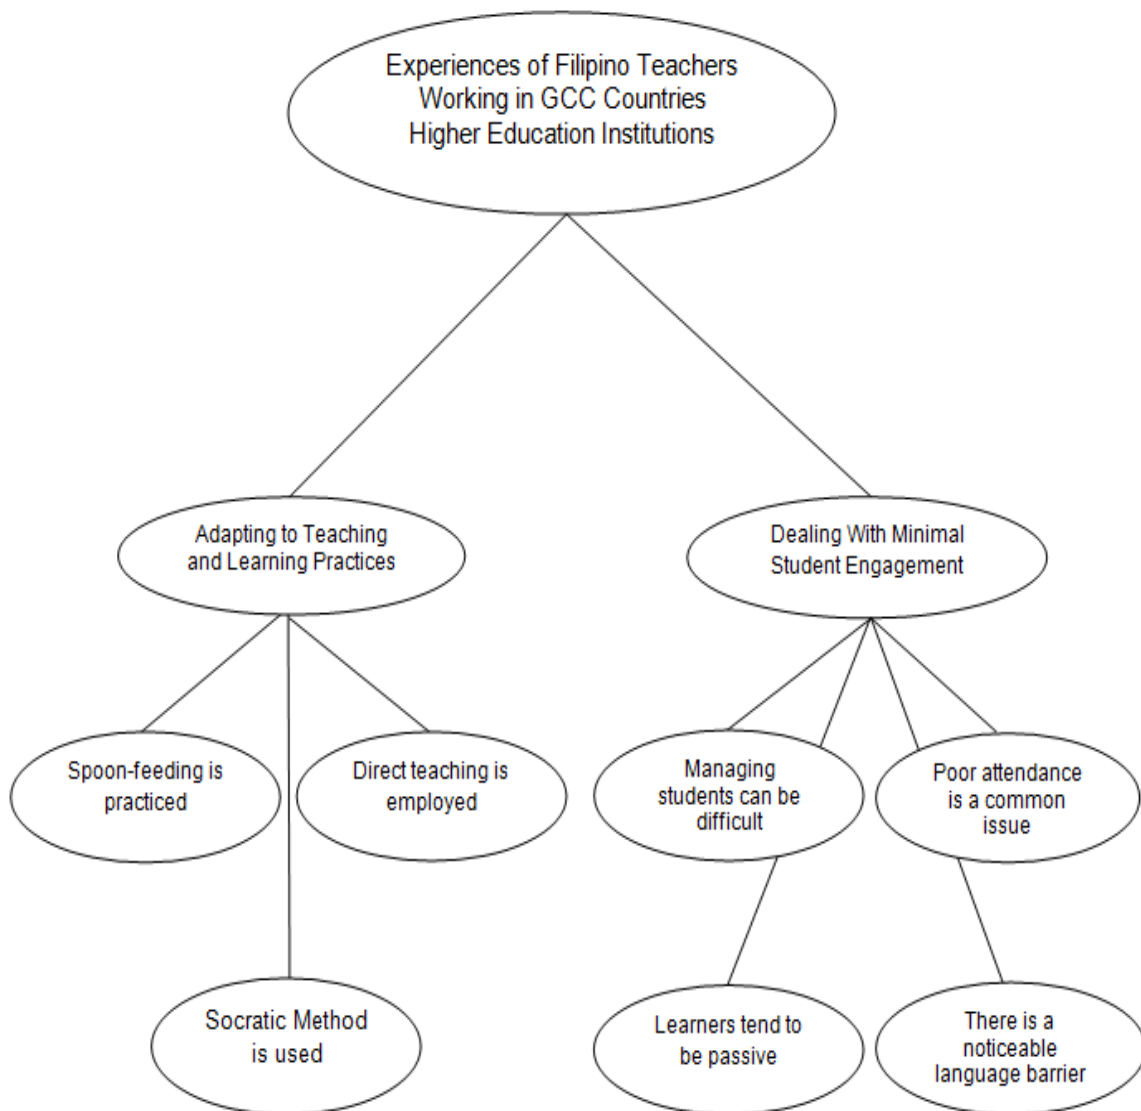 Experiences of Filipino Teachers
Working in GCC Countries
Higher Education Institutions
Adapting to Teaching
and Learning Practices
Dealing With Minimal
Student Engagement
Spoon-feeding is
practiced
Direct teaching is
employed
Managing
students can be
difficult
Poor attendance
is a common
issue
Socratic Method
is used
Learners tend to
be passive
There is a
noticeable
language barrier